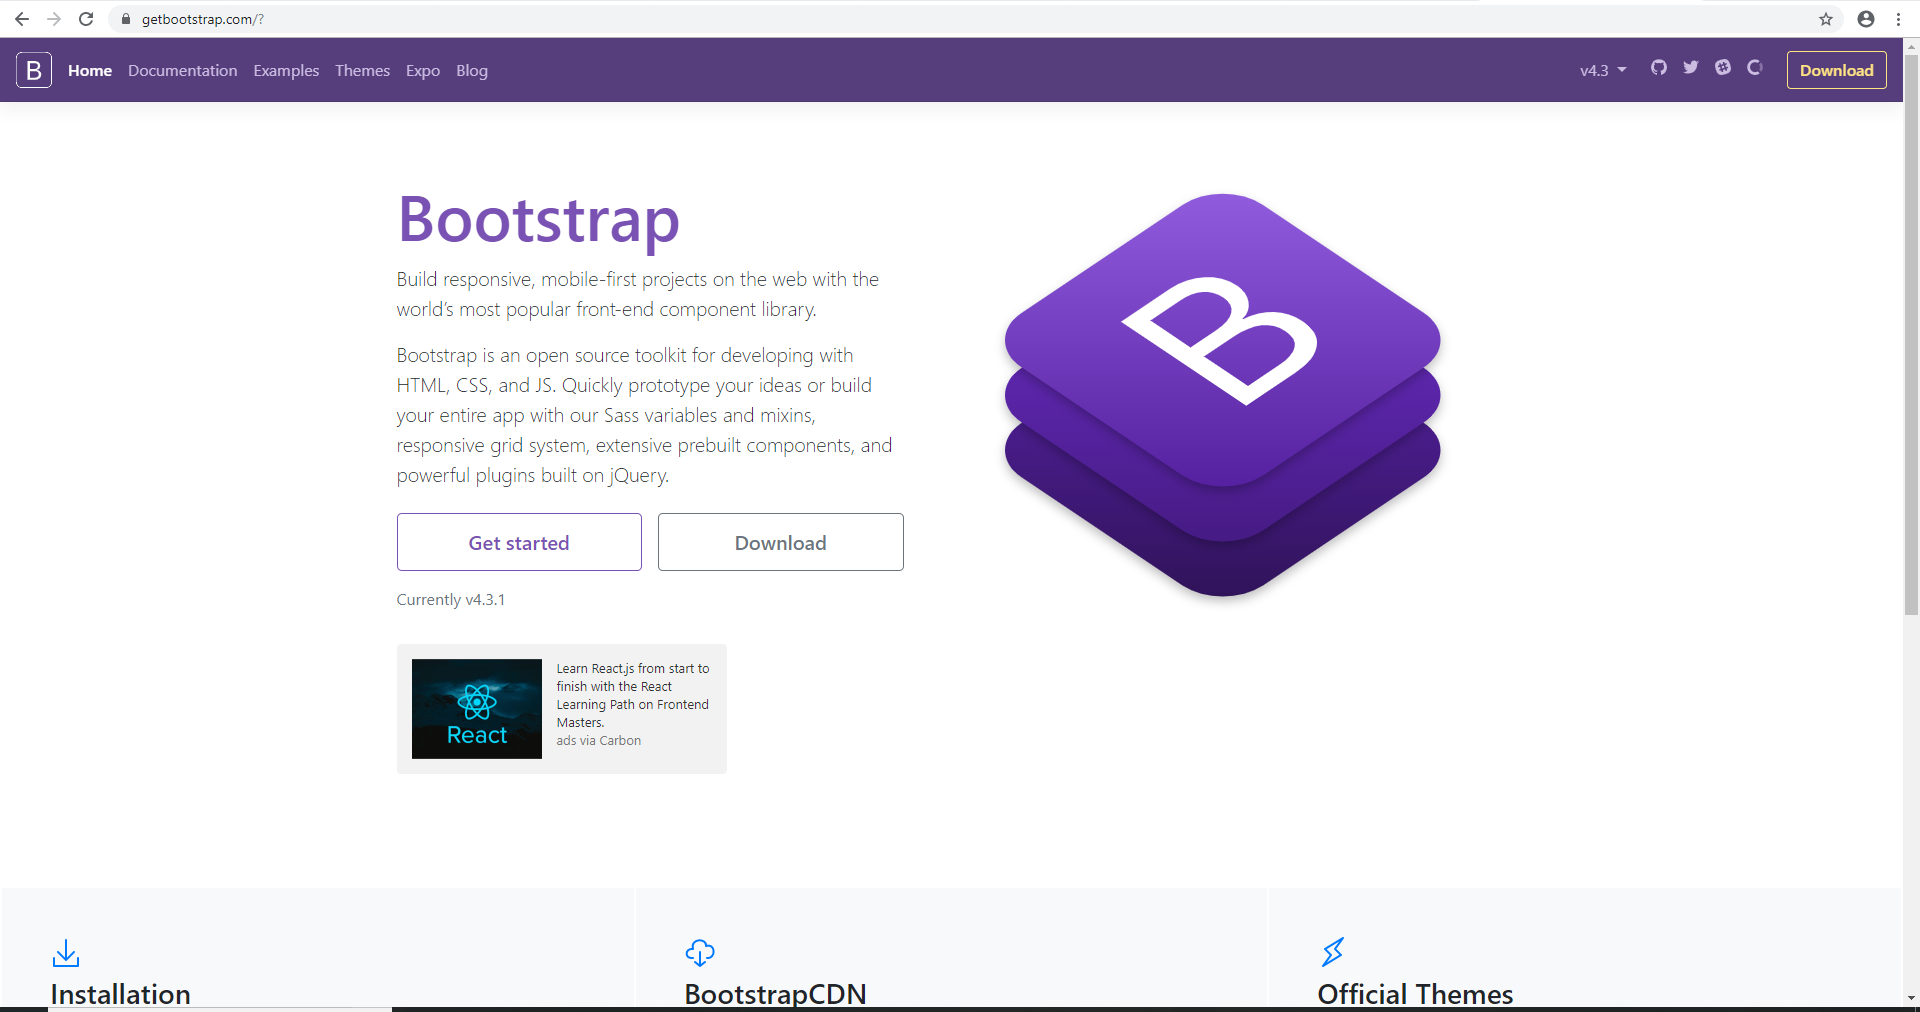 getbootstrap.com/?
B Home Documentation Examples Themes Expo Blog v4.3 Download
Bootstrap
Build responsive, mobile-first projects on the web with the
world’s most popular front-end component library.
Bootstrap is an open source toolkit for developing with
HTML, CSS, and JS. Quickly prototype your ideas or build
your entire app with our Sass variables and mixins,
responsive grid system, extensive prebuilt components, and
powerful plugins built on jQuery.
Get started Download
Currently v4.3.1
B
React
Learn React.js from start to
finish with the React
Learning Path on Frontend
Masters.
ads via Carbon
Installation
BootstrapCDN
Official Themes